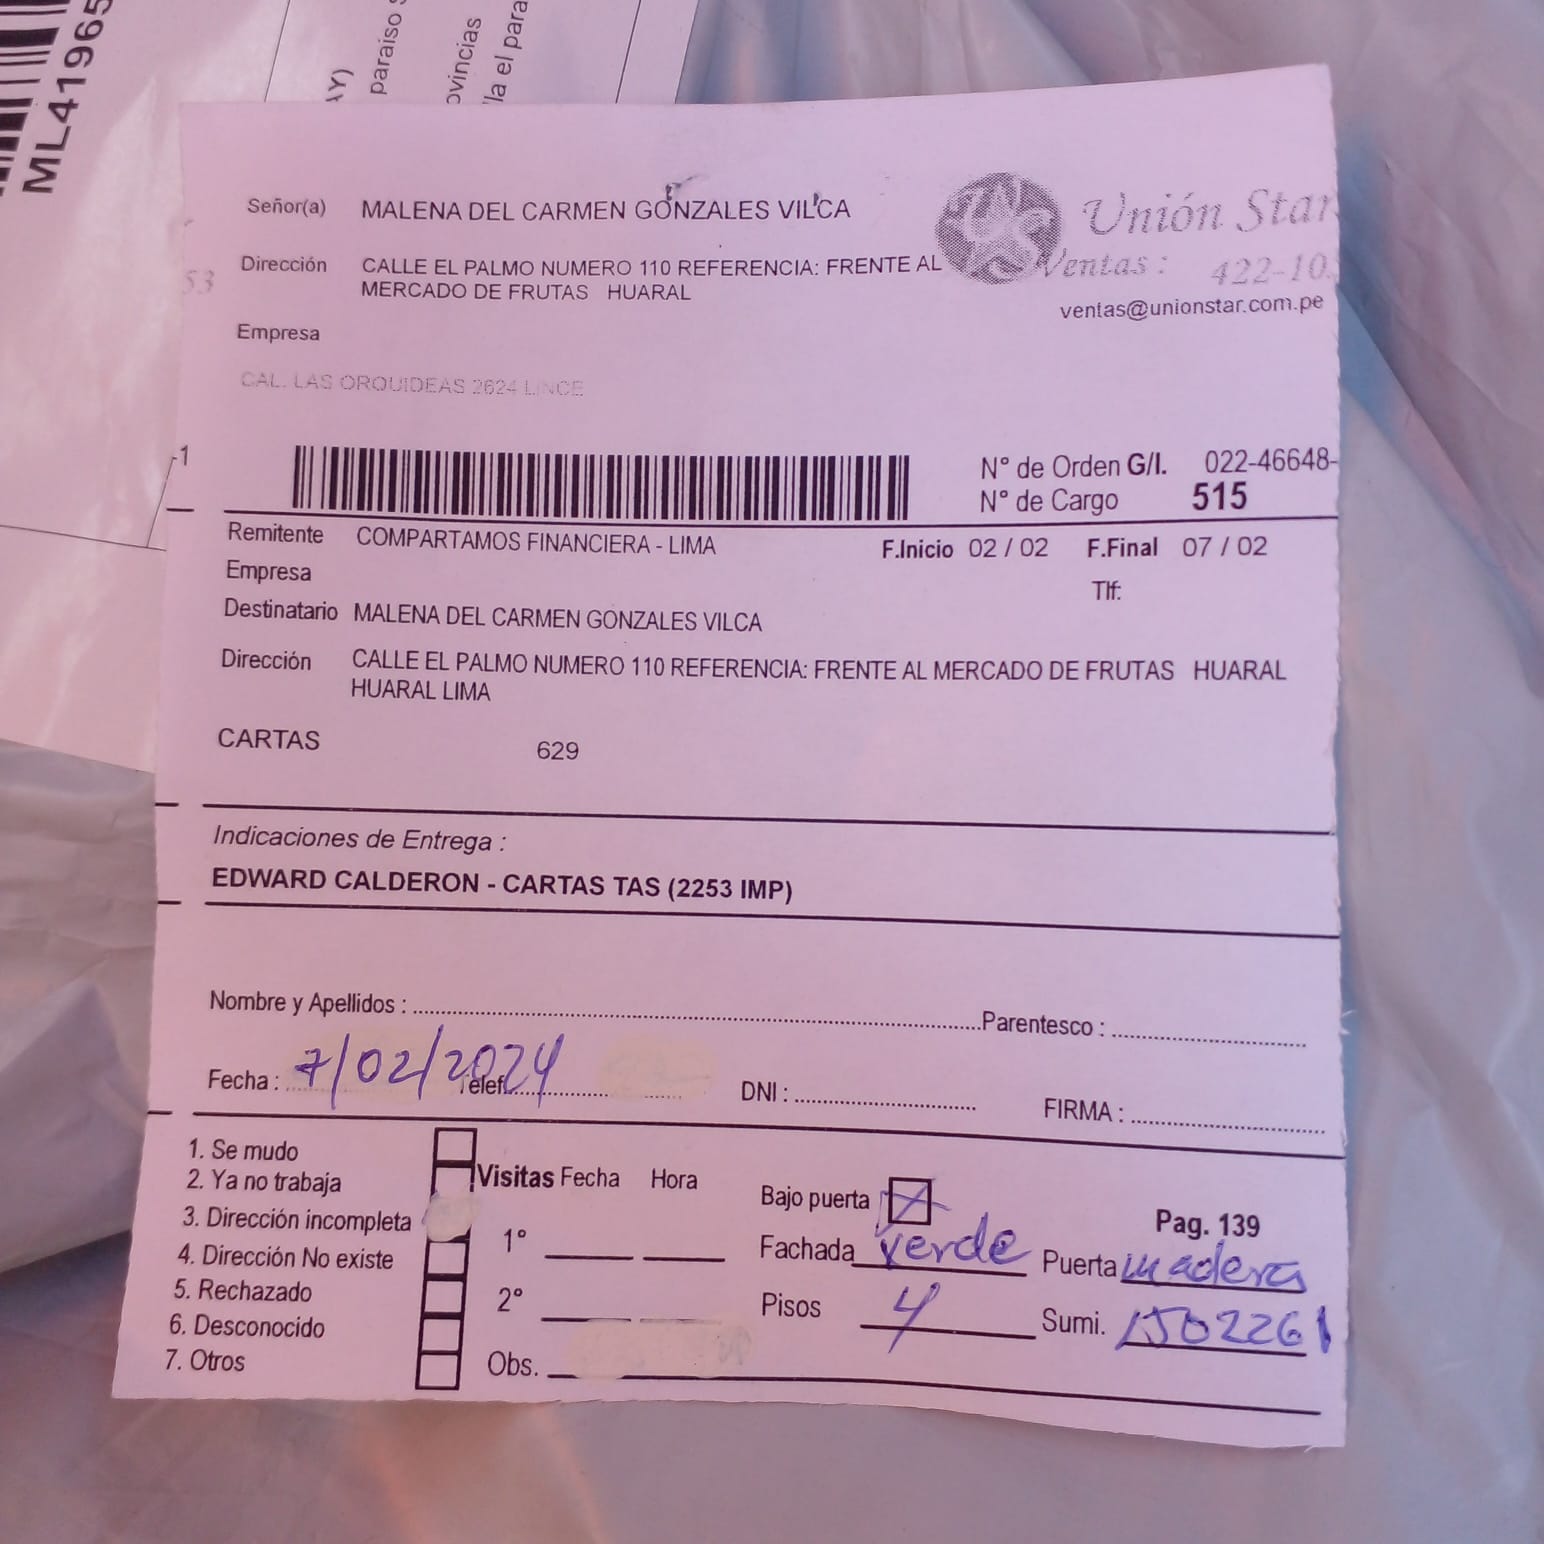 ML41965
AY)
paraiso s
ovincias
lla el para
Señor(a) MALENA DEL CARMEN GONZALES VILCA
Unión Star
Dirección CALLE EL PALMO NUMERO 110 REFERENCIA: FRENTE AL
Ventas : 422-10
53
MERCADO DE FRUTAS HUARAL
ventas@unionstar.com.pe
Empresa
CAL. LAS ORQUIDEAS 2624 LINCE
-1
N° de Orden G/I. 022-46648-
N° de Cargo 515
Remitente COMPARTAMOS FINANCIERA - LIMA F.Inicio 02 / 02 F.Final 07 / 02
Empresa Tlf:
Destinatario MALENA DEL CARMEN GONZALES VILCA
Dirección CALLE EL PALMO NUMERO 110 REFERENCIA: FRENTE AL MERCADO DE FRUTAS HUARAL
HUARAL LIMA
CARTAS 629
Indicaciones de Entrega :
EDWARD CALDERON - CARTAS TAS (2253 IMP)
Nombre y Apellidos : Parentesco :
Fecha : 7/02/2024 Telef. DNI : FIRMA :
1. Se mudo
2. Ya no trabaja Visitas Fecha Hora Bajo puerta X Pag. 139
3. Dirección incompleta 1° Fachada verde Puerta madera
4. Dirección No existe
5. Rechazado 2° Pisos 4 Sumi. 1502261
6. Desconocido
7. Otros Obs.